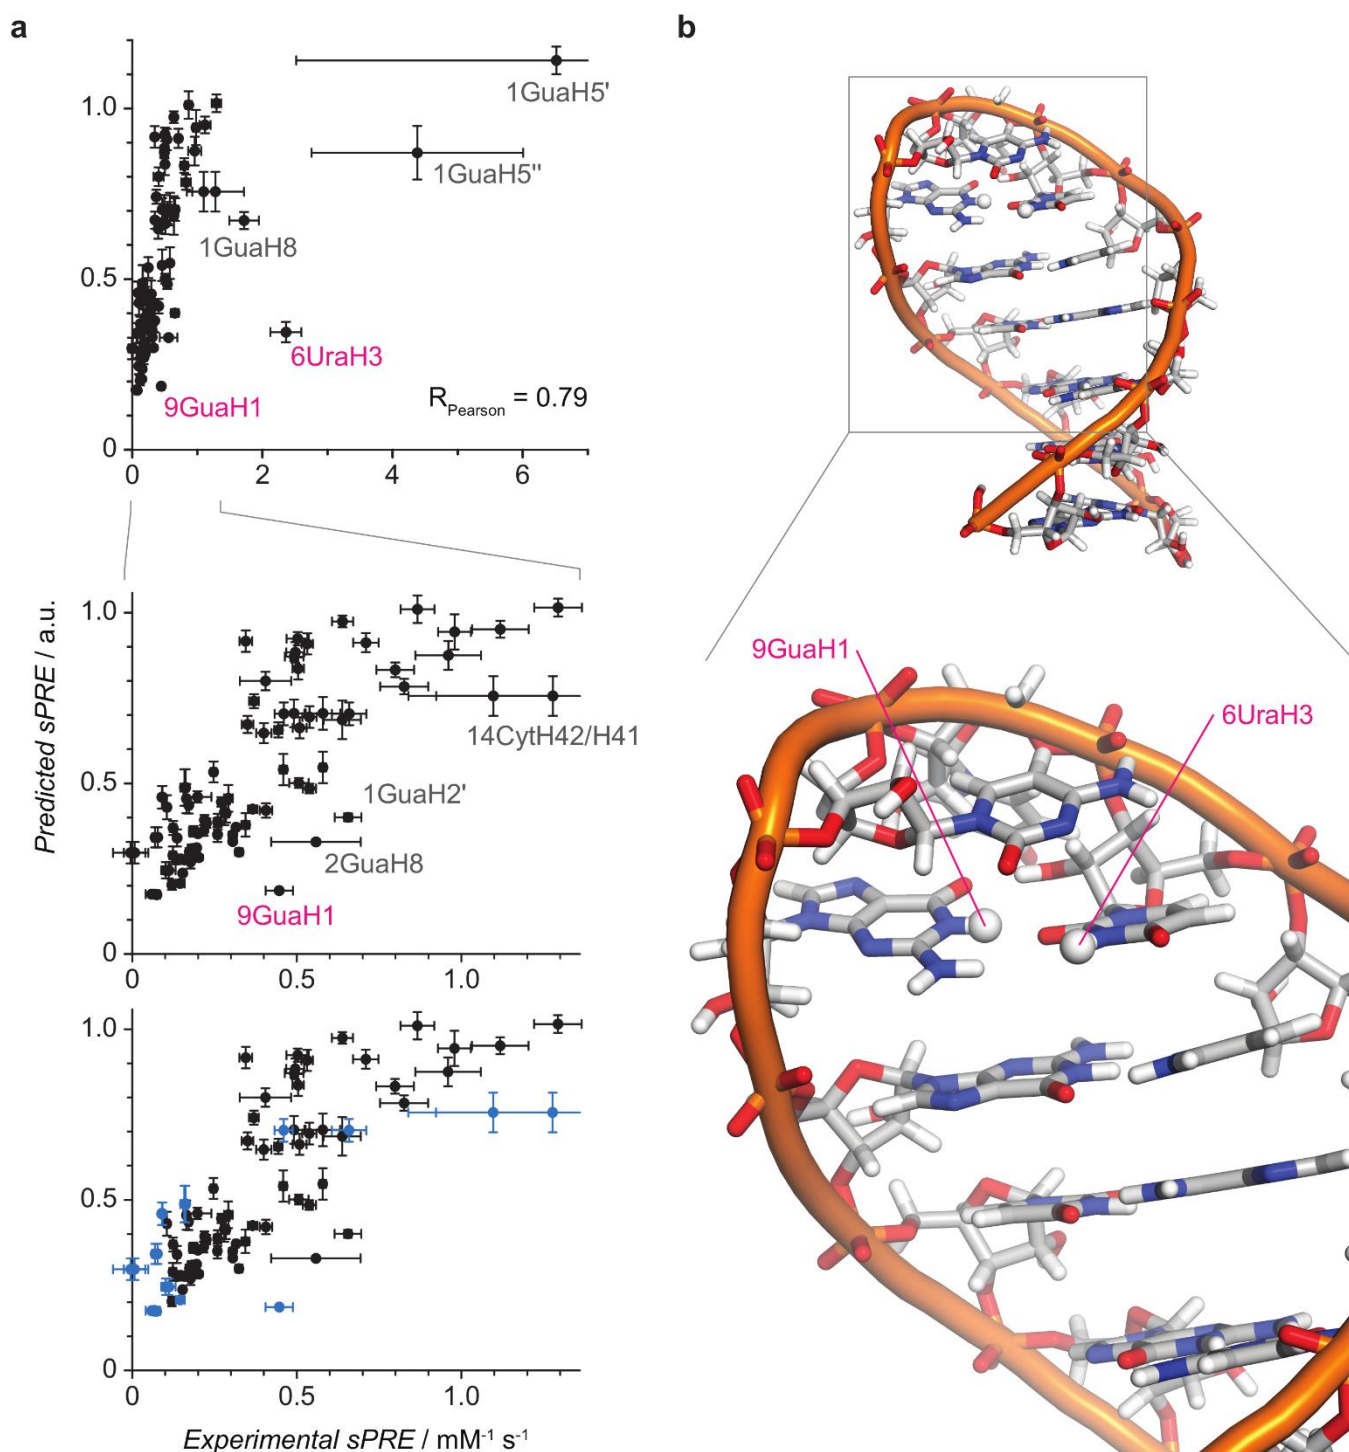 a
b
1.0
0.5
0
0
2
4
6
1GuaH5'
1GuaH5"
1GuaH8
6UraH3
9GuaH1
R_Pearson = 0.79
Predicted sPRE / a.u.
1.0
0.5
0
0
0.5
1.0
14CytH42/H41
1GuaH2'
2GuaH8
9GuaH1
1.0
0.5
0
0
0.5
1.0
Experimental sPRE / mM⁻¹ s⁻¹
9GuaH1
6UraH3